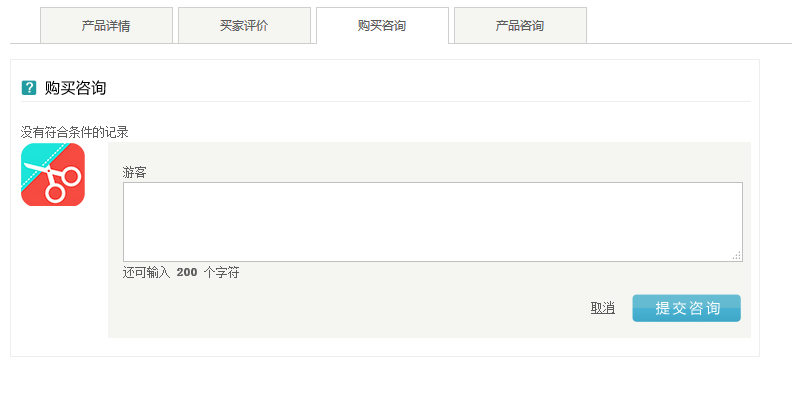 产品详情 买家评价 购买咨询 产品咨询
? 购买咨询
没有符合条件的记录
游客
还可输入 200 个字符
取消 提交咨询